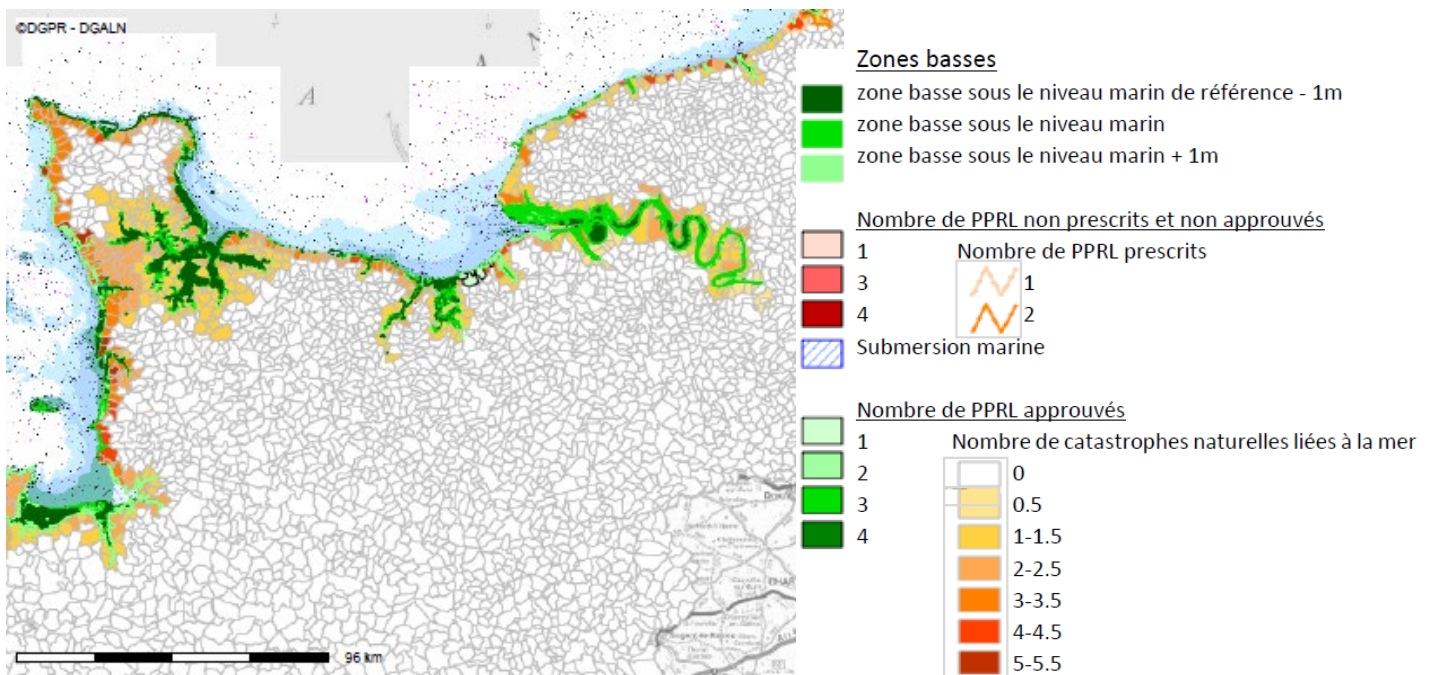 ©DGPR - DGALN
A
A
96 km
Zones basses
zone basse sous le niveau marin de référence - 1m
zone basse sous le niveau marin
zone basse sous le niveau marin + 1m
Nombre de PPRL non prescrits et non approuvés
1
3
4
Nombre de PPRL prescrits
1
2
Submersion marine
Nombre de PPRL approuvés
1
2
3
4
Nombre de catastrophes naturelles liées à la mer
0
0.5
1-1.5
2-2.5
3-3.5
4-4.5
5-5.5